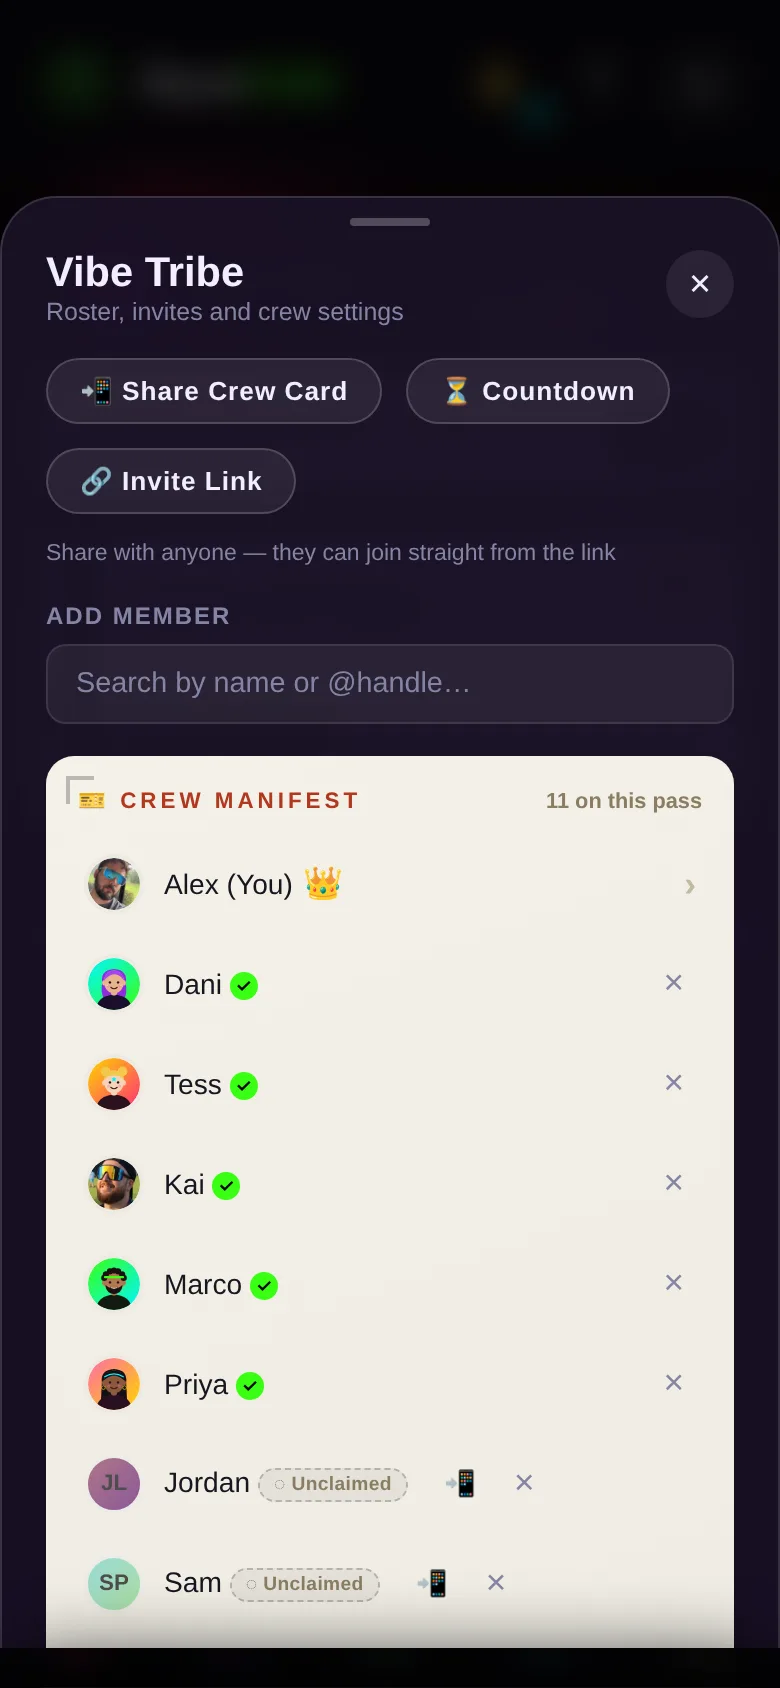 Vibe Tribe
Roster, invites and crew settings
✕
📲 Share Crew Card
⏳ Countdown
🔗 Invite Link
Share with anyone — they can join straight from the link
ADD MEMBER
Search by name or @handle…
🎫 CREW MANIFEST
11 on this pass
Alex (You) 👑 ›
Dani ✕
Tess ✕
Kai ✕
Marco ✕
Priya ✕
JL Jordan ◌ Unclaimed 📲 ✕
SP Sam ◌ Unclaimed 📲 ✕